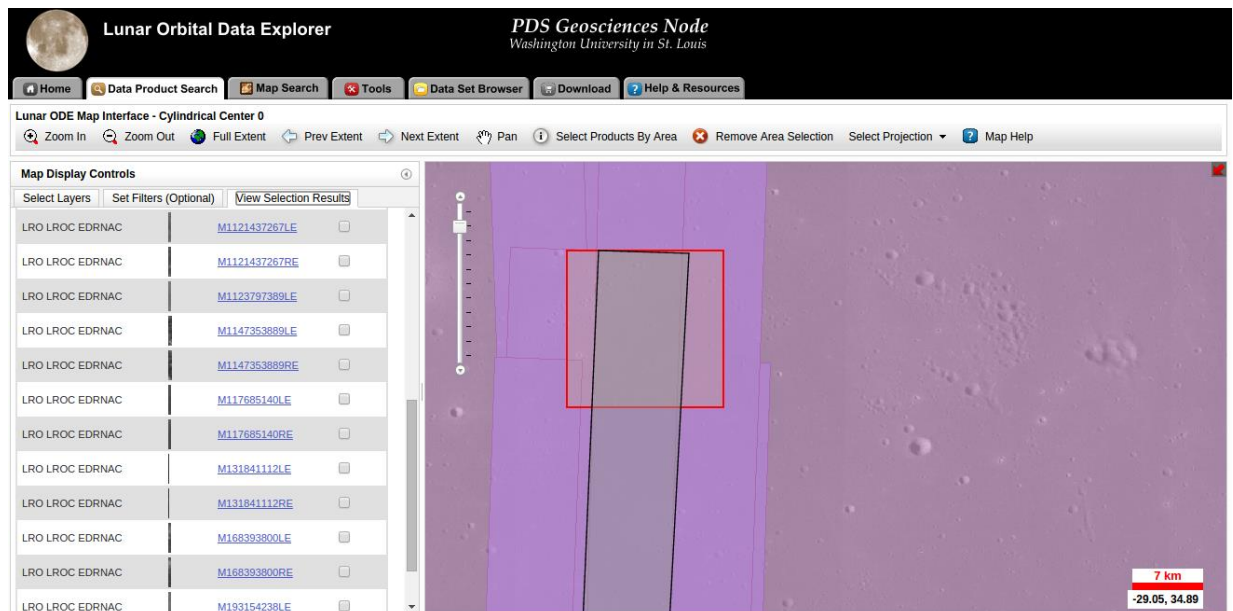 Lunar Orbital Data Explorer
PDS Geosciences Node
Washington University in St. Louis
Home Data Product Search Map Search Tools Data Set Browser Download Help & Resources
Lunar ODE Map Interface - Cylindrical Center 0
Zoom In Zoom Out Full Extent Prev Extent Next Extent Pan Select Products By Area Remove Area Selection Select Projection Map Help
Map Display Controls
Select Layers Set Filters (Optional) View Selection Results
LRO LROC EDRNAC M1121437267LE
LRO LROC EDRNAC M1121437267RE
LRO LROC EDRNAC M1123797389LE
LRO LROC EDRNAC M1147353889LE
LRO LROC EDRNAC M1147353889RE
LRO LROC EDRNAC M117685140LE
LRO LROC EDRNAC M117685140RE
LRO LROC EDRNAC M131841112LE
LRO LROC EDRNAC M131841112RE
LRO LROC EDRNAC M168393800LE
LRO LROC EDRNAC M168393800RE
LRO LROC EDRNAC M193154238LE
7 km
-29.05, 34.89